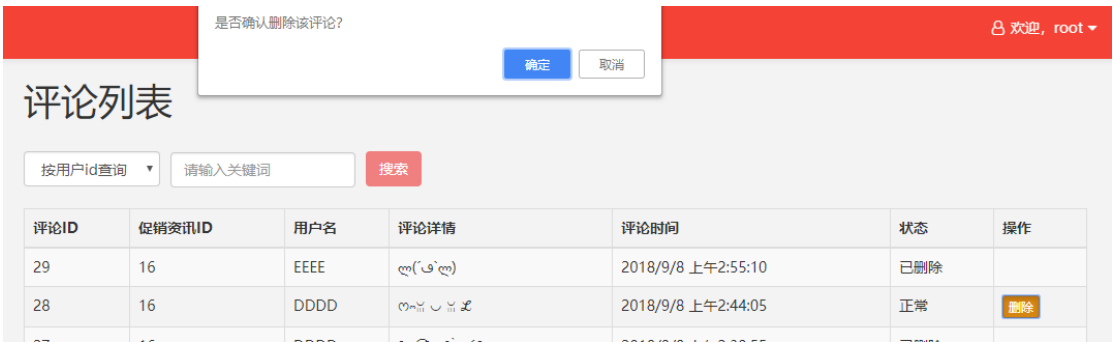 是否确认删除该评论?
确定 取消
欢迎，root
评论列表
按用户id查询 请输入关键词 搜索
评论ID 促销资讯ID 用户名 评论详情 评论时间 状态 操作
29 16 EEEE ლ(´ڡ`ლ) 2018/9/8 上午2:55:10 已删除
28 16 DDDD 2018/9/8 上午2:44:05 正常 删除